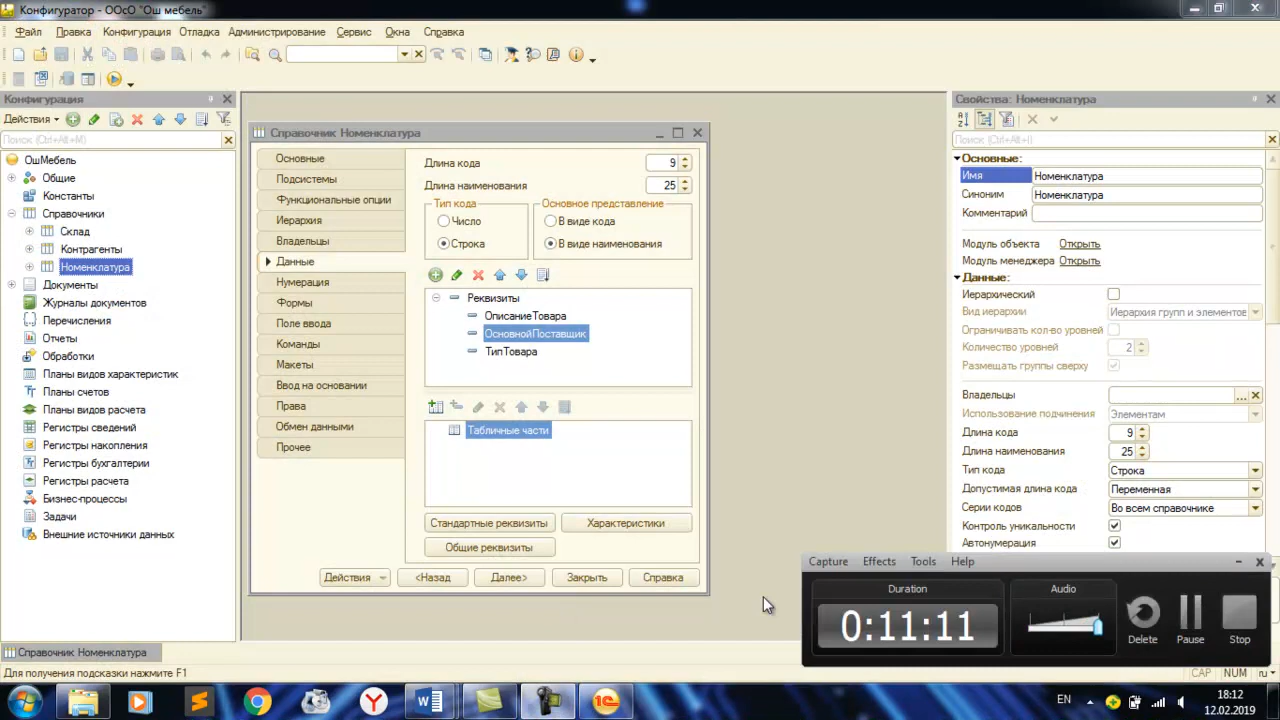 Конфигуратор - ООсО "Ош мебель"
Файл Правка Конфигурация Отладка Администрирование Сервис Окна Справка
Конфигурация
Действия
Поиск (Ctrl+Alt+M)
ОшМебель
Общие
Константы
Справочники
Склад
Контрагенты
Номенклатура
Документы
Журналы документов
Перечисления
Отчеты
Обработки
Планы видов характеристик
Планы счетов
Планы видов расчета
Регистры сведений
Регистры накопления
Регистры бухгалтерии
Регистры расчета
Бизнес-процессы
Задачи
Внешние источники данных
Справочник Номенклатура
Основные
Подсистемы
Функциональные опции
Иерархия
Владельцы
Данные
Нумерация
Формы
Поле ввода
Команды
Макеты
Ввод на основании
Права
Обмен данными
Прочее
Длина кода 9
Длина наименования 25
Тип кода
Число
Строка
Основное представление
В виде кода
В виде наименования
Реквизиты
ОписаниеТовара
ОсновнойПоставщик
ТипТовара
Табличные части
Стандартные реквизиты Характеристики
Общие реквизиты
Действия <Назад Далее> Закрыть Справка
Свойства: Номенклатура
Поиск (Ctrl+Alt+I)
Основные:
Имя Номенклатура
Синоним Номенклатура
Комментарий
Модуль объекта Открыть
Модуль менеджера Открыть
Данные:
Иерархический
Вид иерархии Иерархия групп и элементов
Ограничивать кол-во уровней
Количество уровней 2
Размещать группы сверху
Владельцы
Использование подчинения Элементам
Длина кода 9
Длина наименования 25
Тип кода Строка
Допустимая длина кода Переменная
Серии кодов Во всем справочнике
Контроль уникальности
Автонумерация
Capture Effects Tools Help
Duration
0:11:11
Audio
Delete Pause Stop
Справочник Номенклатура
Для получения подсказки нажмите F1
CAP NUM ru
EN
18:12
12.02.2019